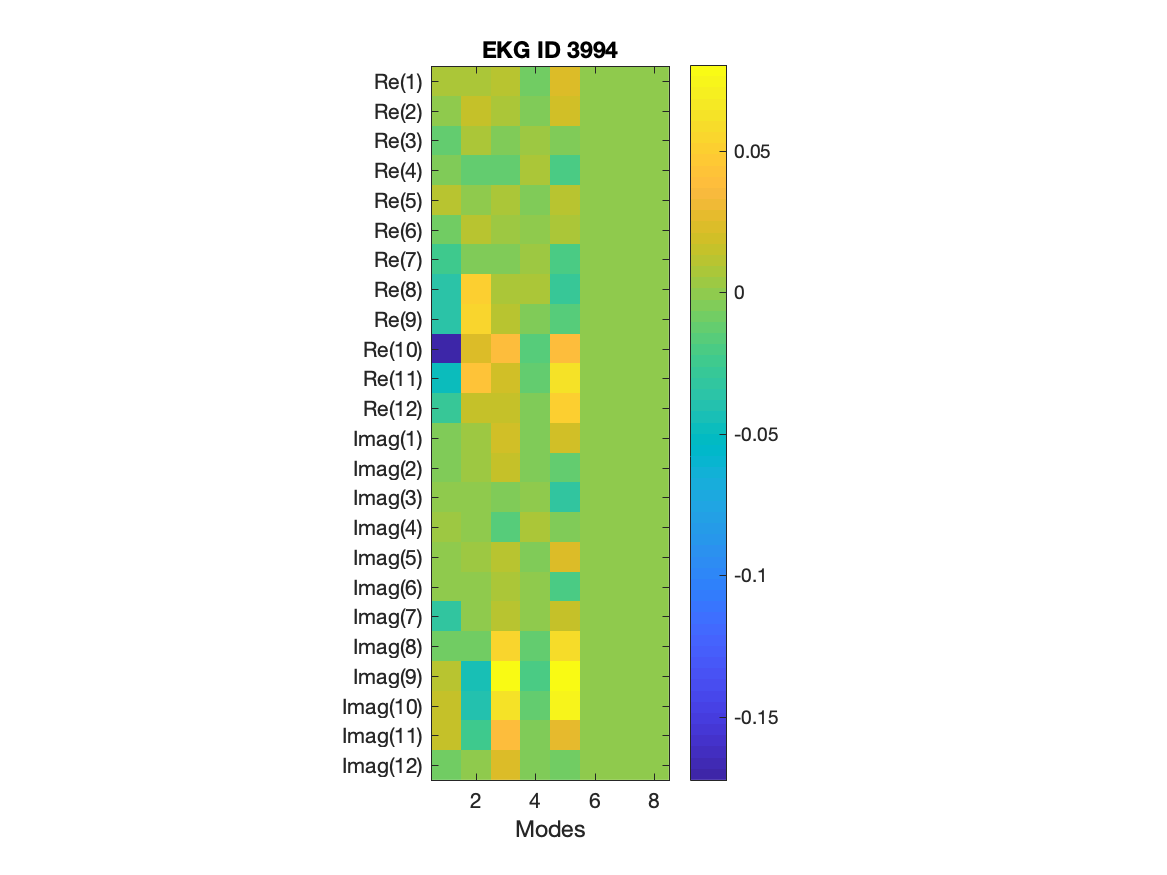 EKG ID 3994
Re(1)
Re(2)
Re(3)
Re(4)
Re(5)
Re(6)
Re(7)
Re(8)
Re(9)
Re(10)
Re(11)
Re(12)
Imag(1)
Imag(2)
Imag(3)
Imag(4)
Imag(5)
Imag(6)
Imag(7)
Imag(8)
Imag(9)
Imag(10)
Imag(11)
Imag(12)
2 4 6 8
Modes
0.05
0
-0.05
-0.1
-0.15